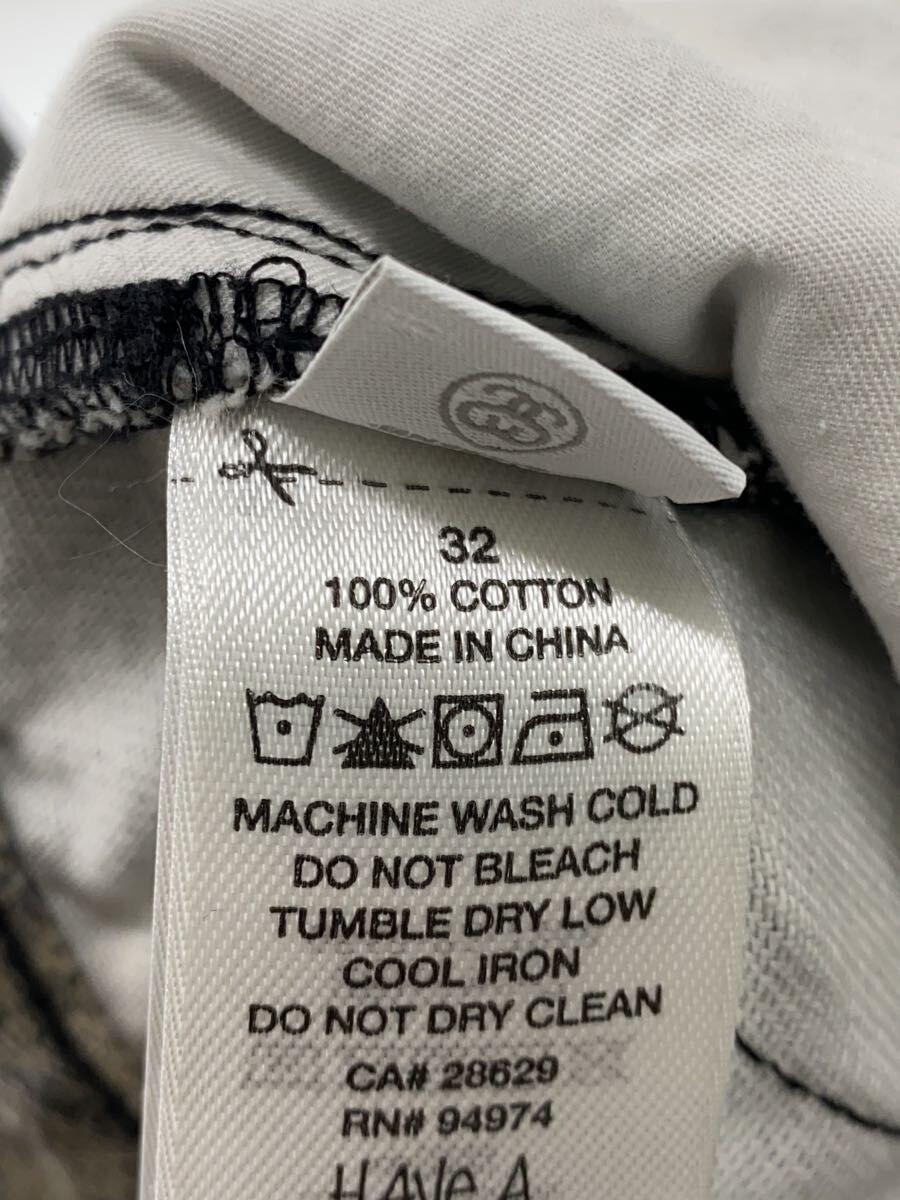 32
100% COTTON
MADE IN CHINA
MACHINE WASH COLD
DO NOT BLEACH
TUMBLE DRY LOW
COOL IRON
DO NOT DRY CLEAN
CA# 28629
RN# 94974
HAVe A